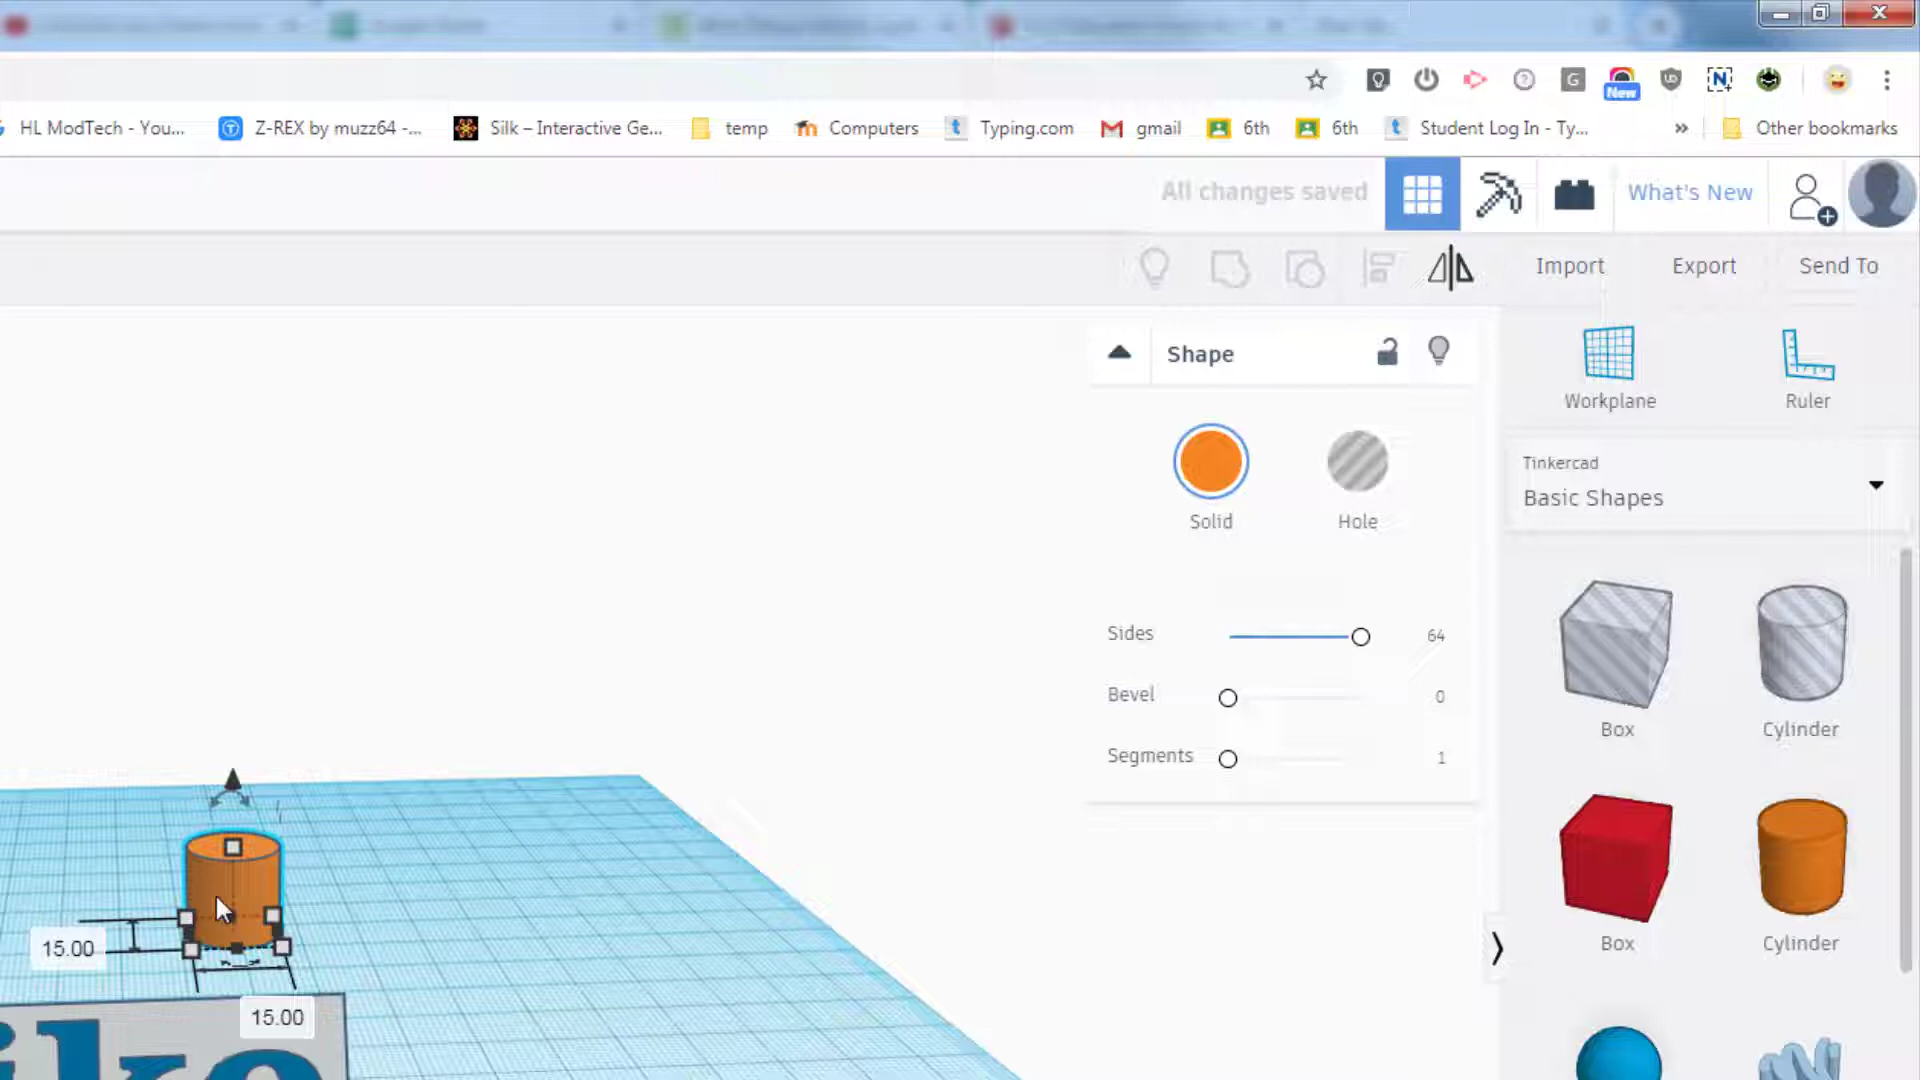 New
HL ModTech - You...
Z-REX by muzz64 -...
Silk – Interactive Ge...
temp
Computers
Typing.com
gmail
6th
6th
Student Log In - Ty...
»
Other bookmarks
All changes saved
What's New
Import
Export
Send To
Shape
Workplane
Ruler
Solid
Hole
Tinkercad
Basic Shapes
Sides
64
Bevel
0
Segments
1
Box
Cylinder
Box
Cylinder
15.00
15.00
ike